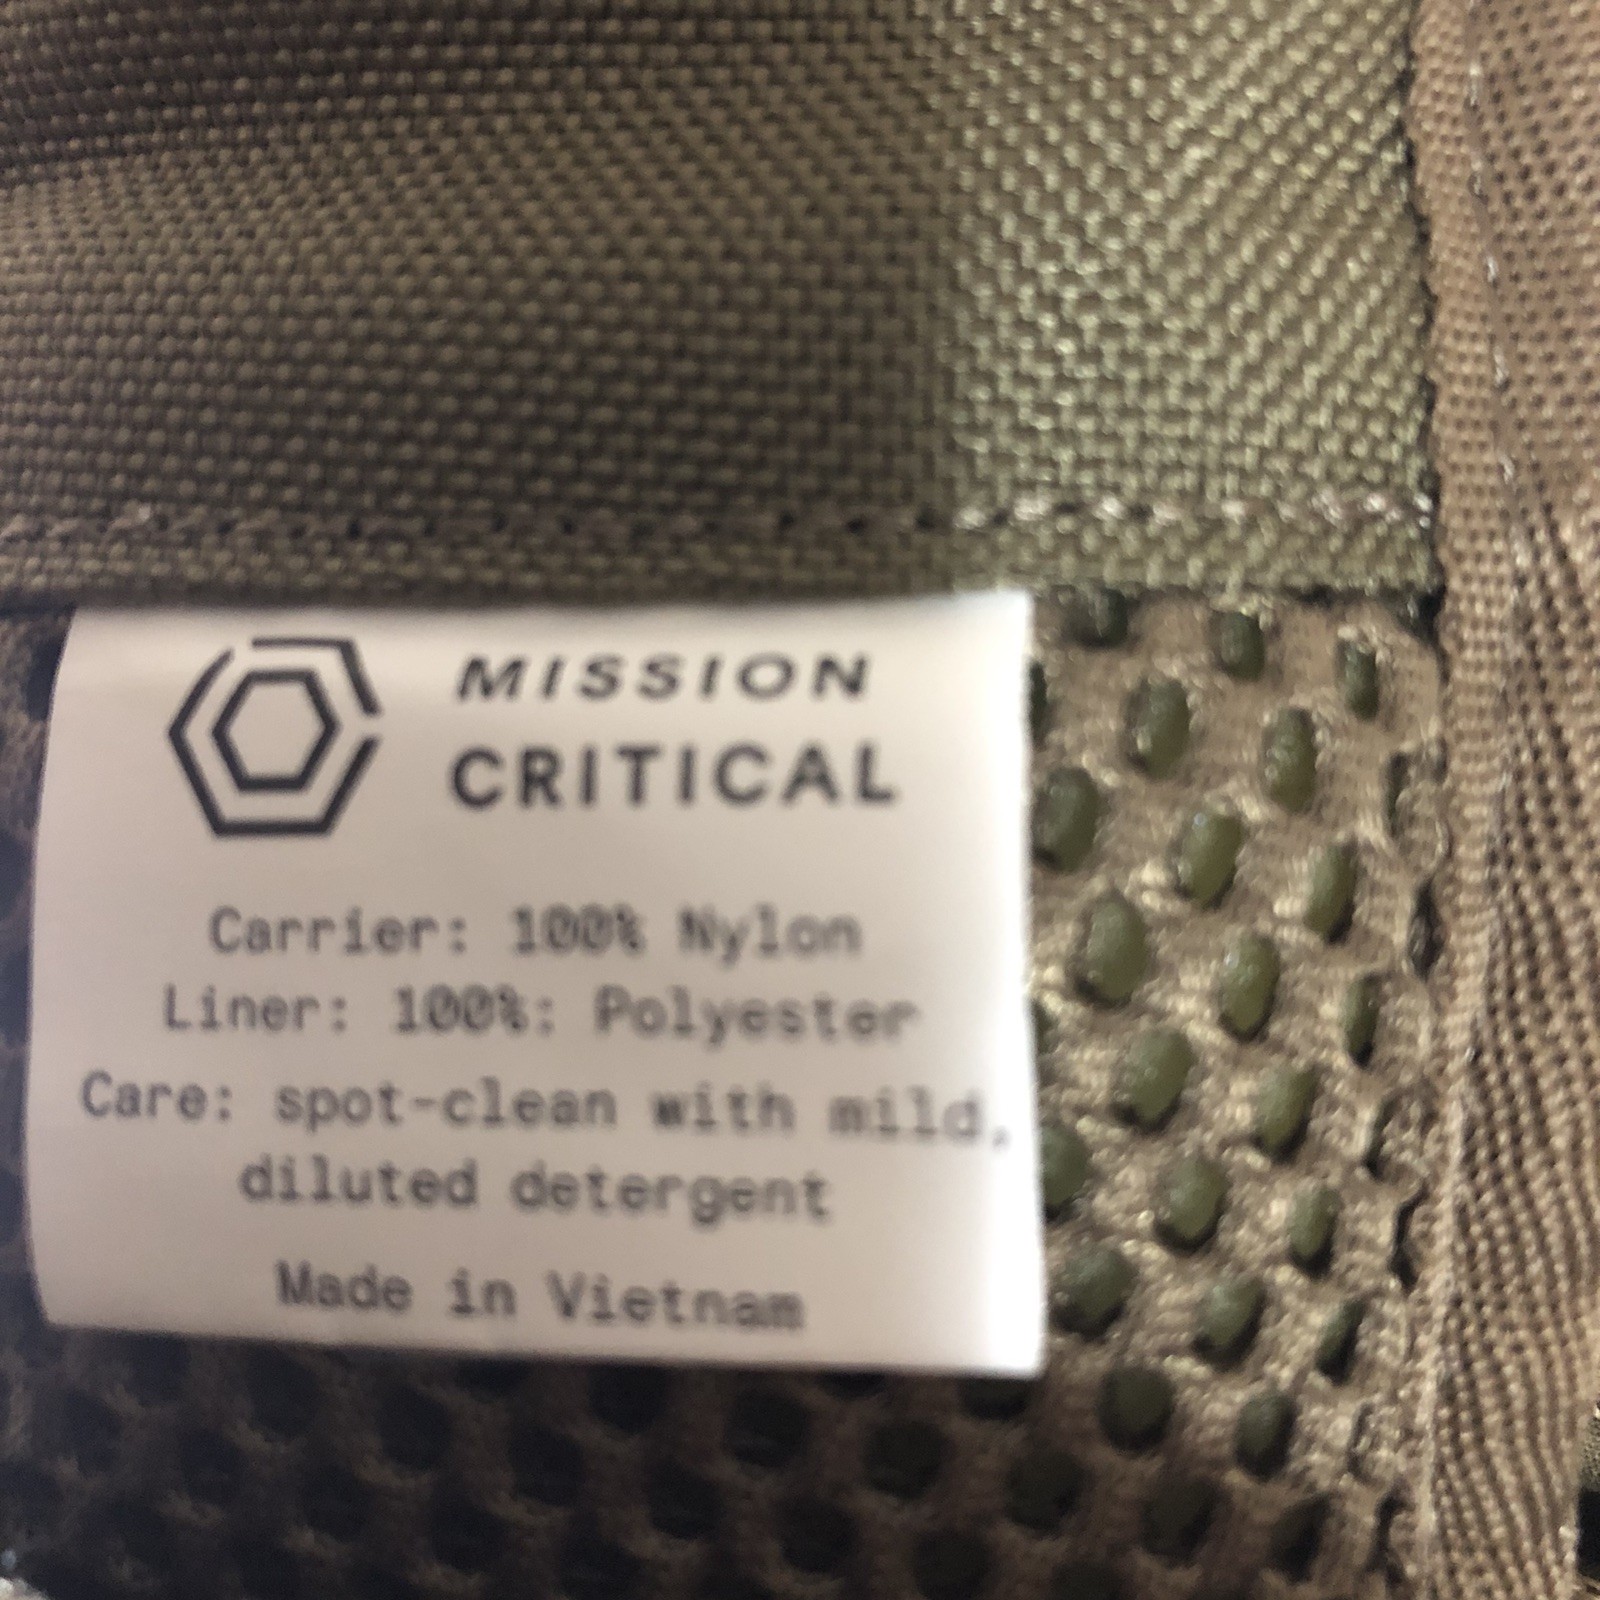 MISSION
CRITICAL
Carrier: 100% Nylon
Liner: 100%: Polyester
Care: spot-clean with mild,
diluted detergent
Made in Vietnam